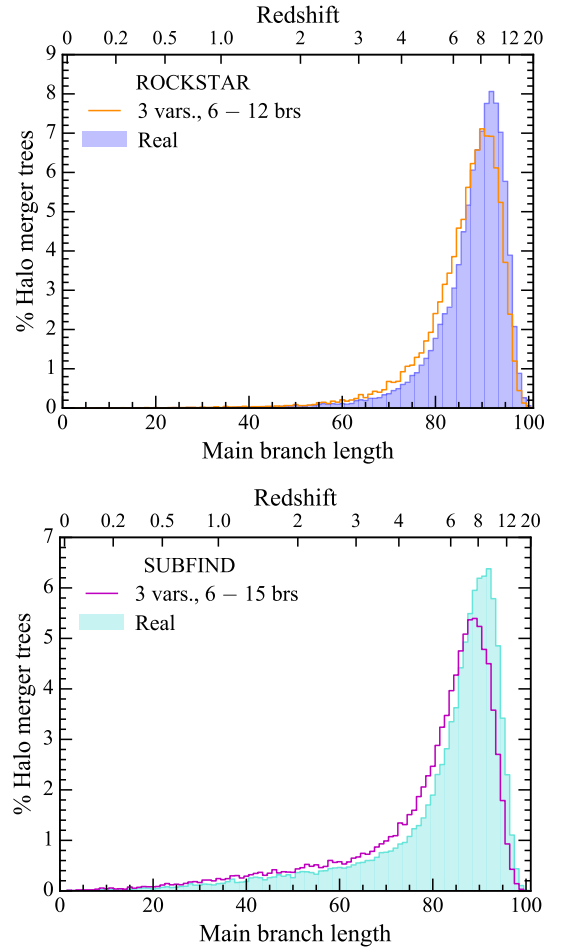 Redshift
0 0.2 0.5 1.0 2 3 4 6 8 12 20
9
8
7
6
5
4
3
2
1
0
% Halo merger trees
ROCKSTAR
3 vars., 6 − 12 brs
Real
0 20 40 60 80 100
Main branch length
Redshift
0 0.2 0.5 1.0 2 3 4 6 8 12 20
7
6
5
4
3
2
1
0
% Halo merger trees
SUBFIND
3 vars., 6 − 15 brs
Real
0 20 40 60 80 100
Main branch length